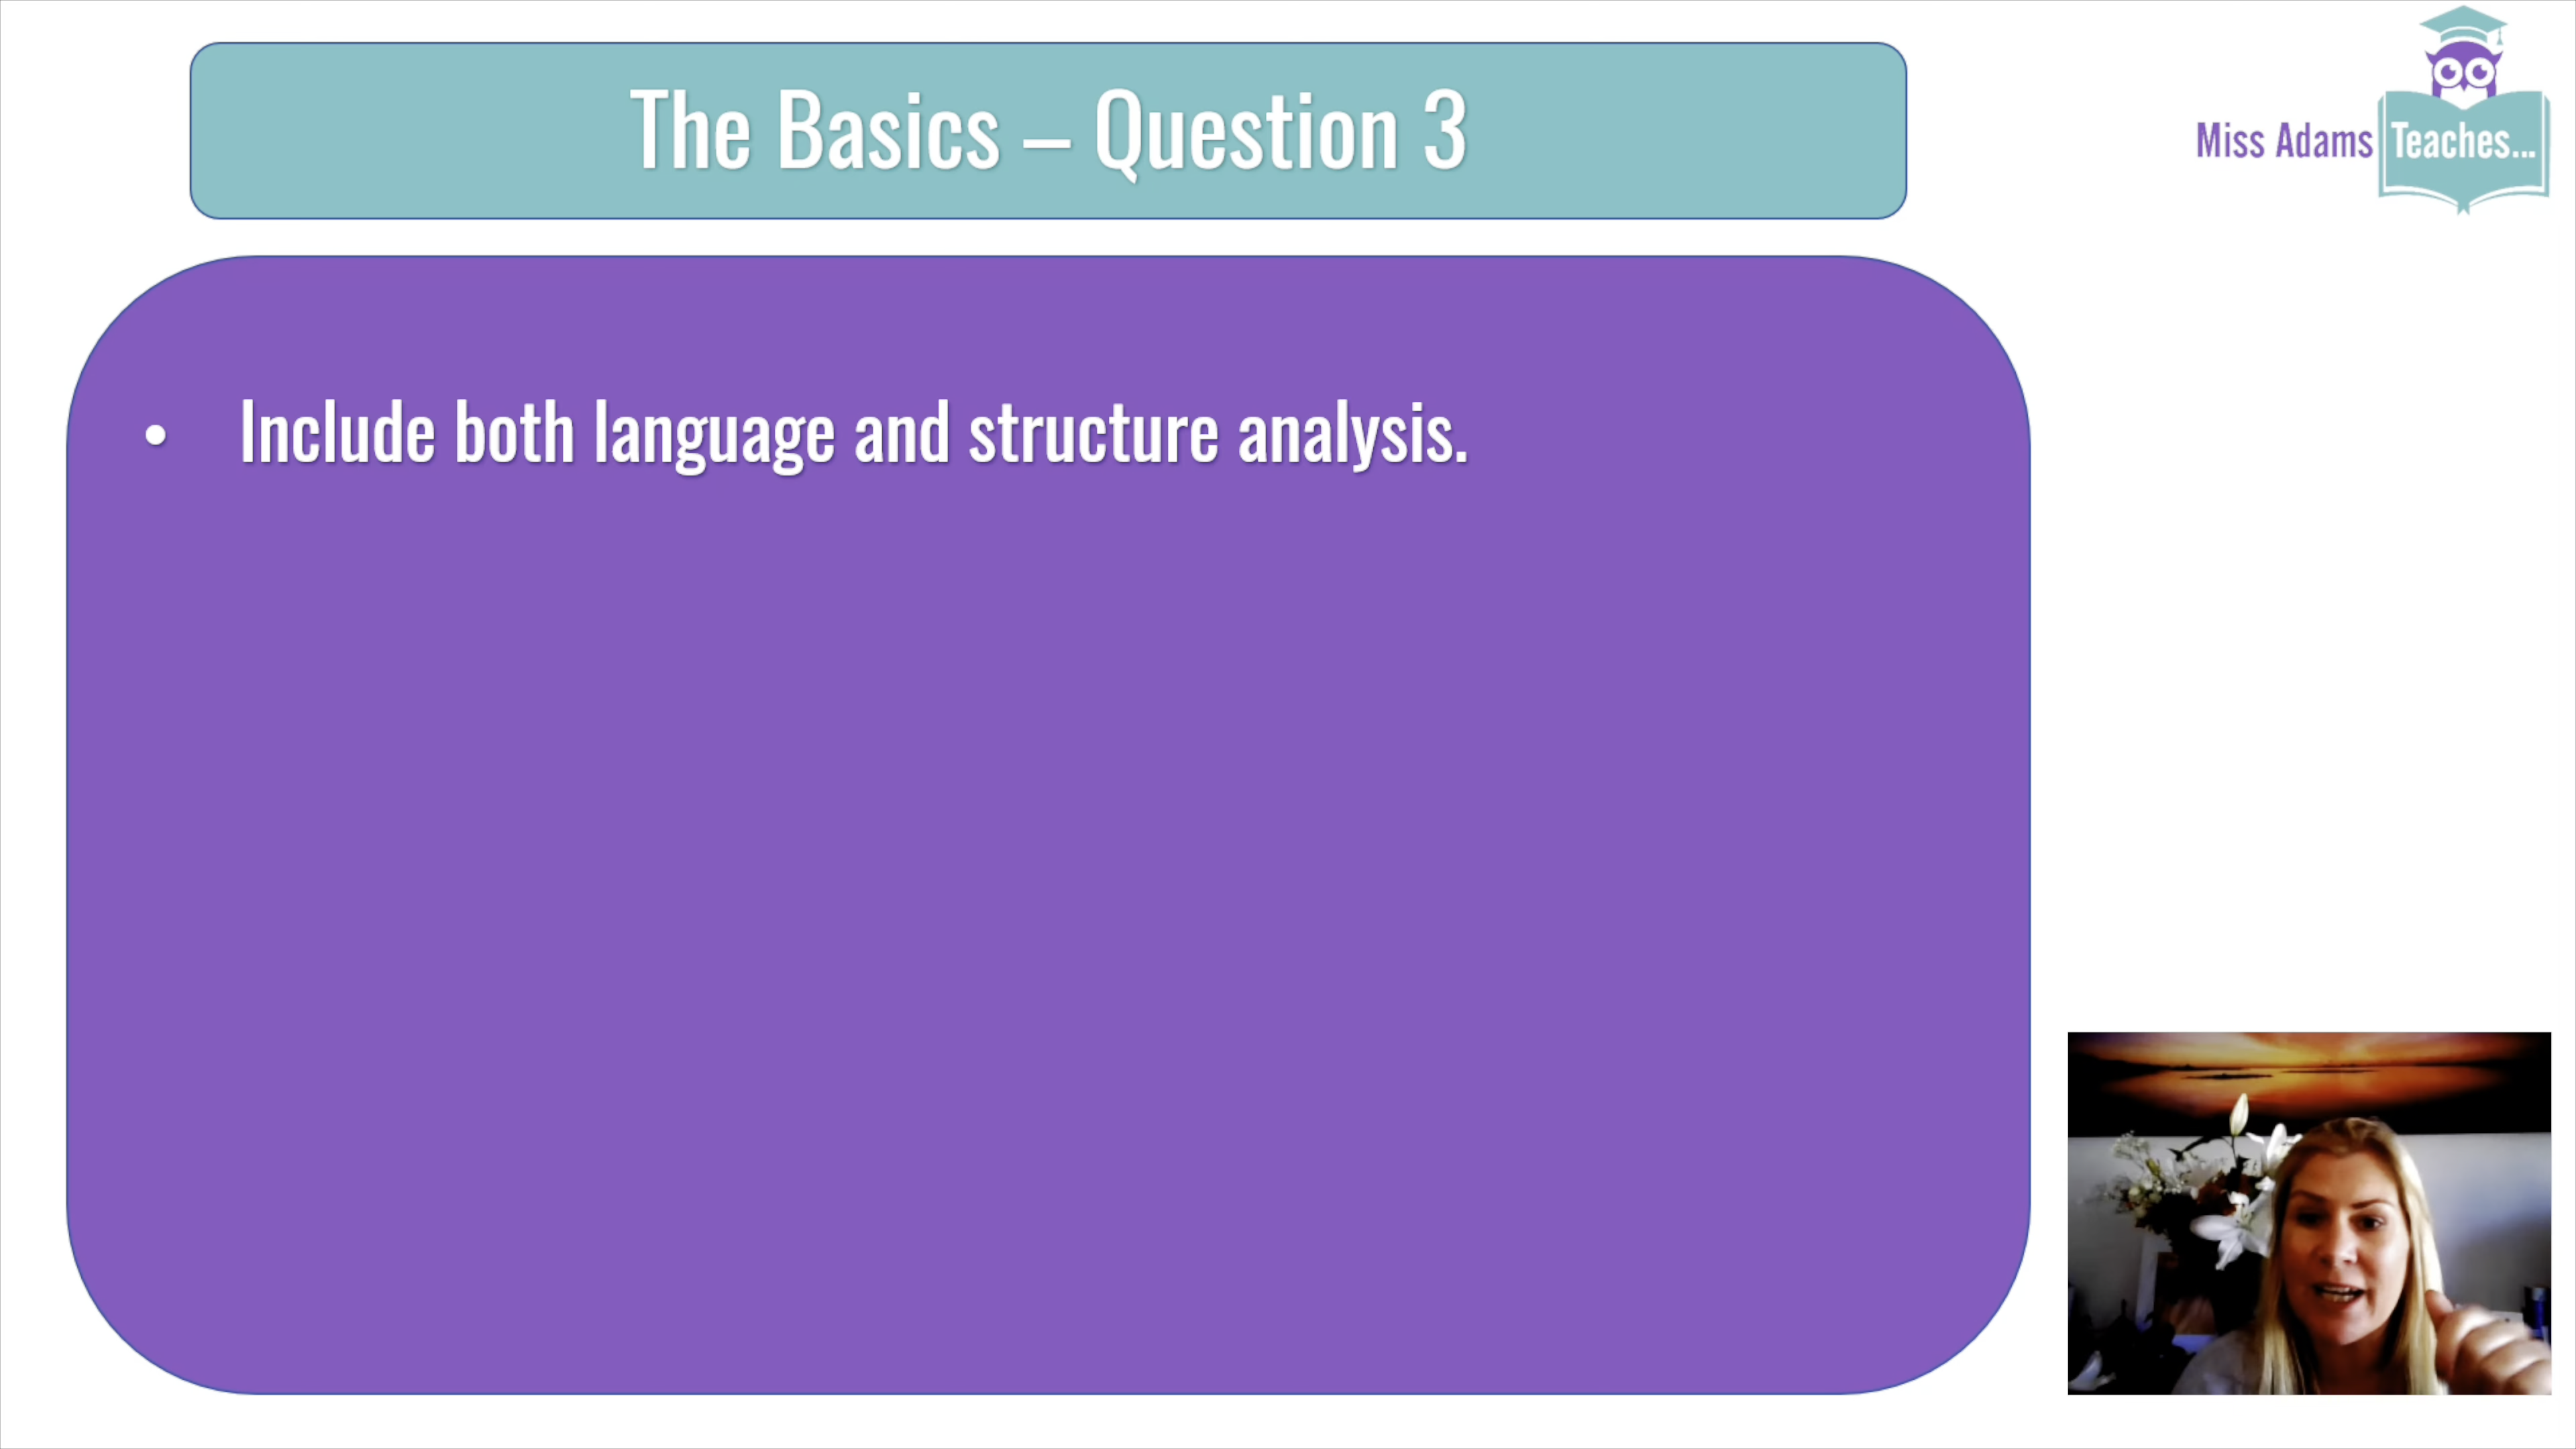 The Basics – Question 3
Miss Adams Teaches...
• Include both language and structure analysis.